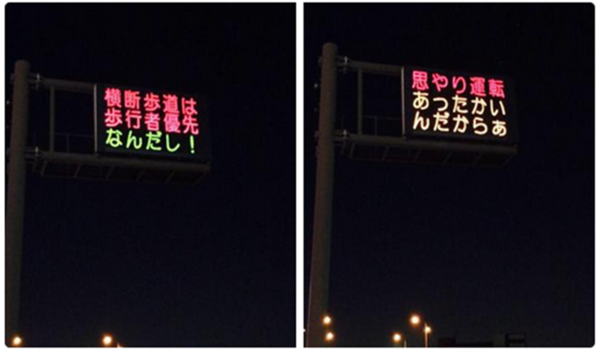 横断歩道は
歩行者優先
なんだし！
思やり運転
あったかい
んだからぁ